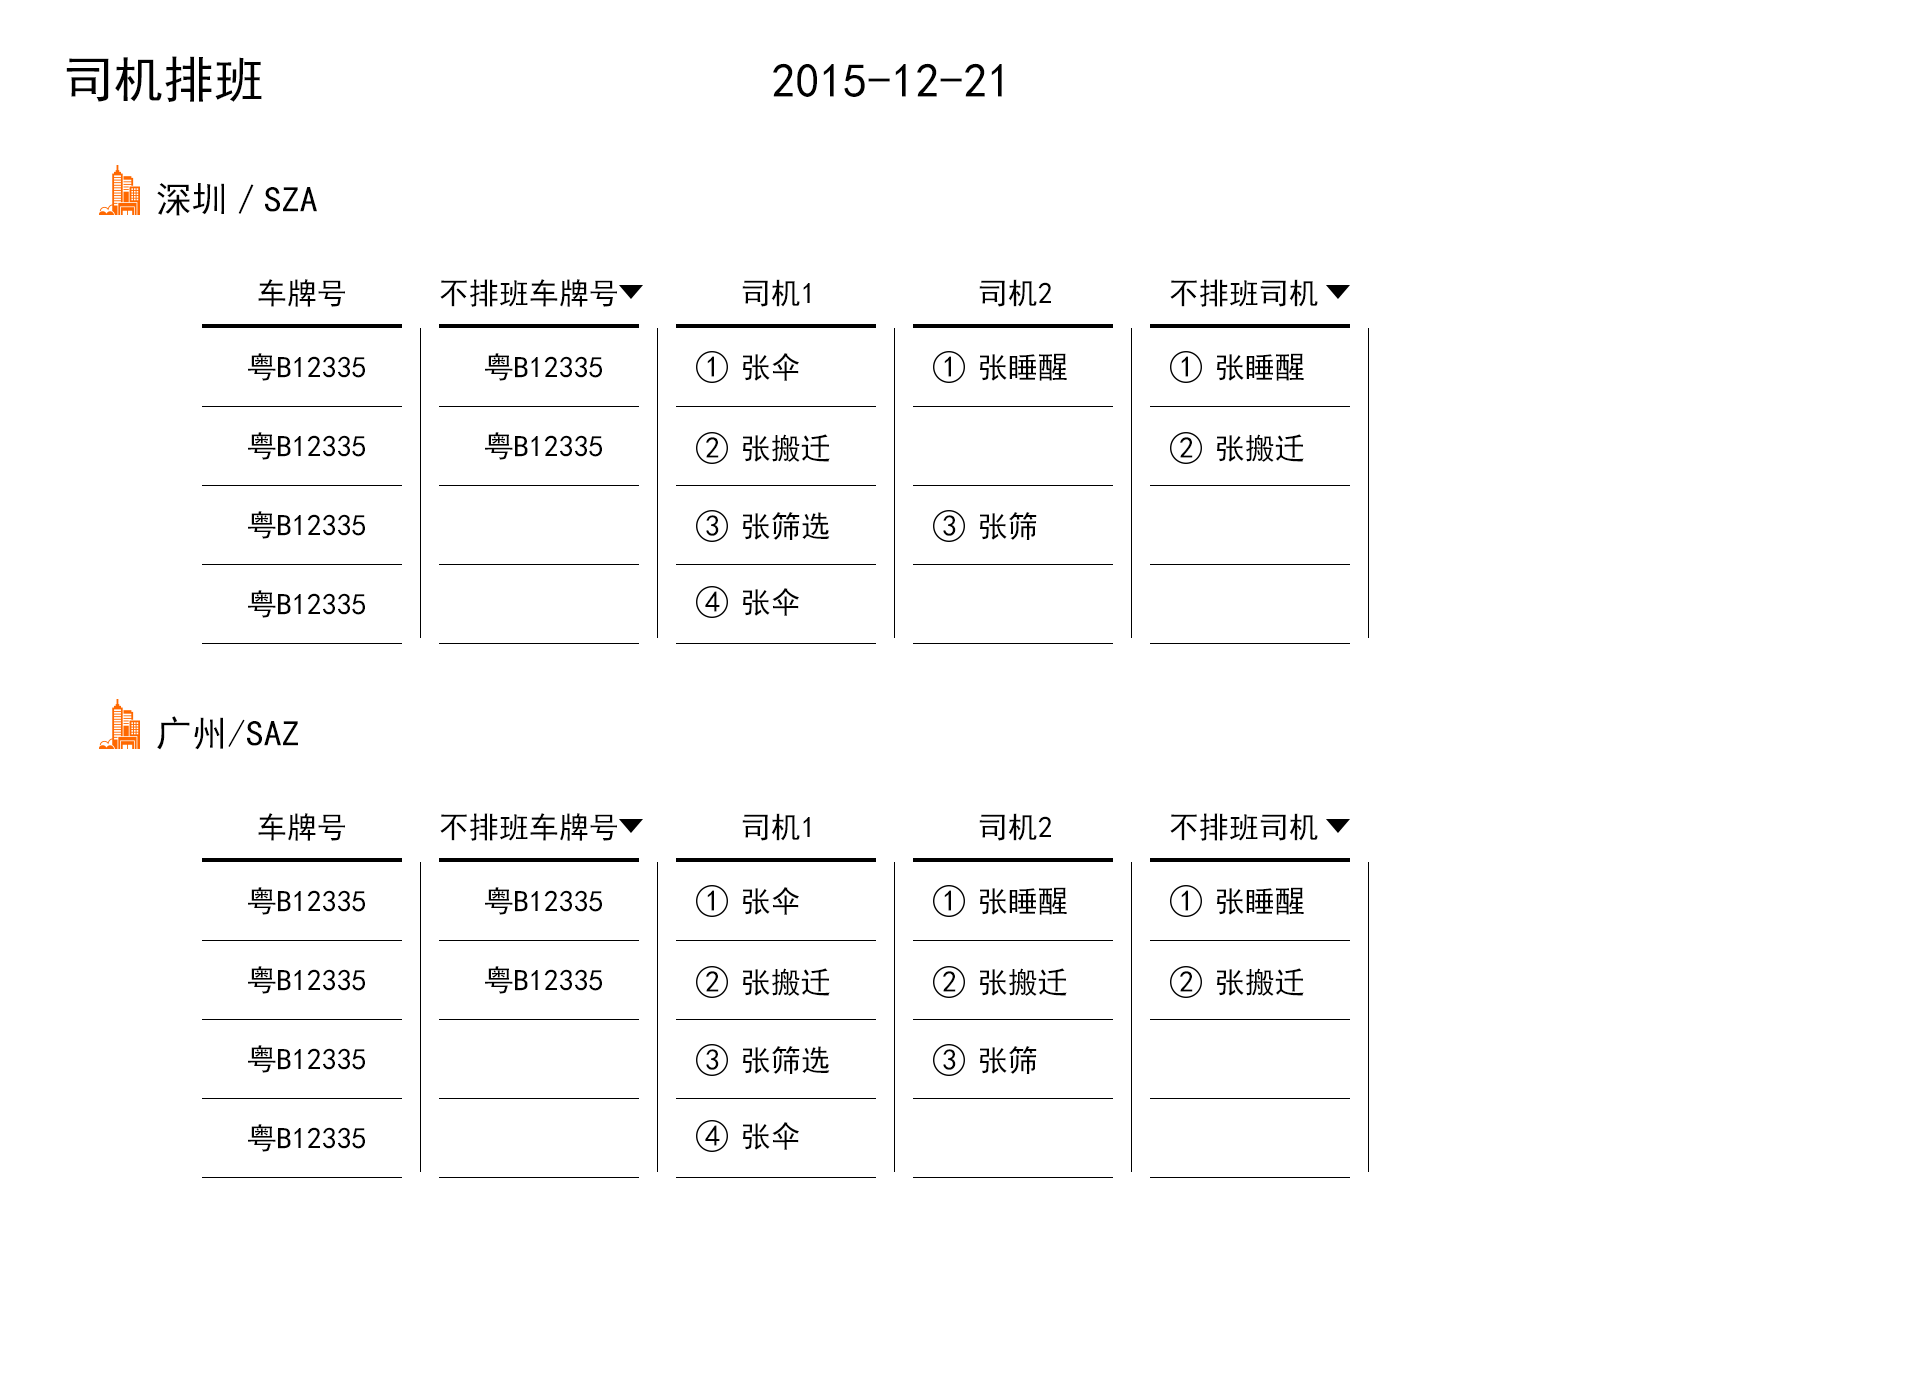 司机排班 2015-12-21
深圳 / SZA
车牌号 不排班车牌号▼ 司机1 司机2 不排班司机 ▼
粤B12335 粤B12335 ① 张伞 ① 张睡醒 ① 张睡醒
粤B12335 粤B12335 ② 张搬迁 ② 张搬迁
粤B12335 ③ 张筛选 ③ 张筛
粤B12335 ④ 张伞
广州/SAZ
车牌号 不排班车牌号▼ 司机1 司机2 不排班司机 ▼
粤B12335 粤B12335 ① 张伞 ① 张睡醒 ① 张睡醒
粤B12335 粤B12335 ② 张搬迁 ② 张搬迁 ② 张搬迁
粤B12335 ③ 张筛选 ③ 张筛
粤B12335 ④ 张伞